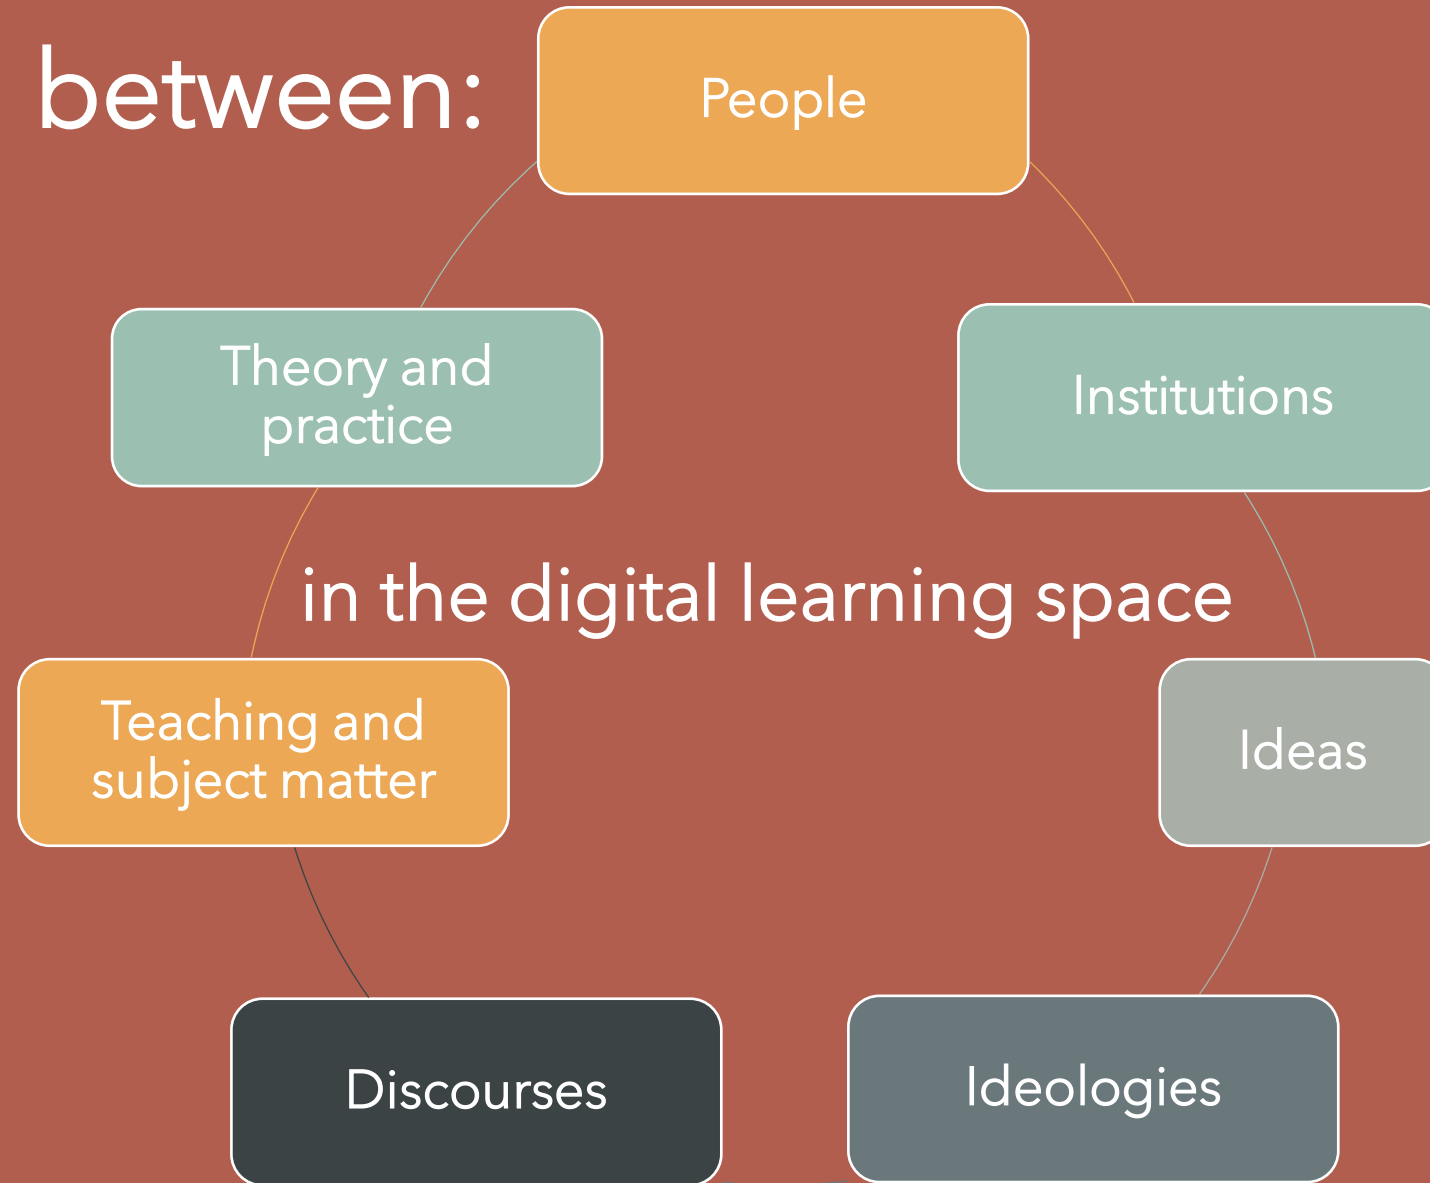 between:
People
Theory and
practice
Institutions
in the digital learning space
Teaching and
subject matter
Ideas
Discourses
Ideologies